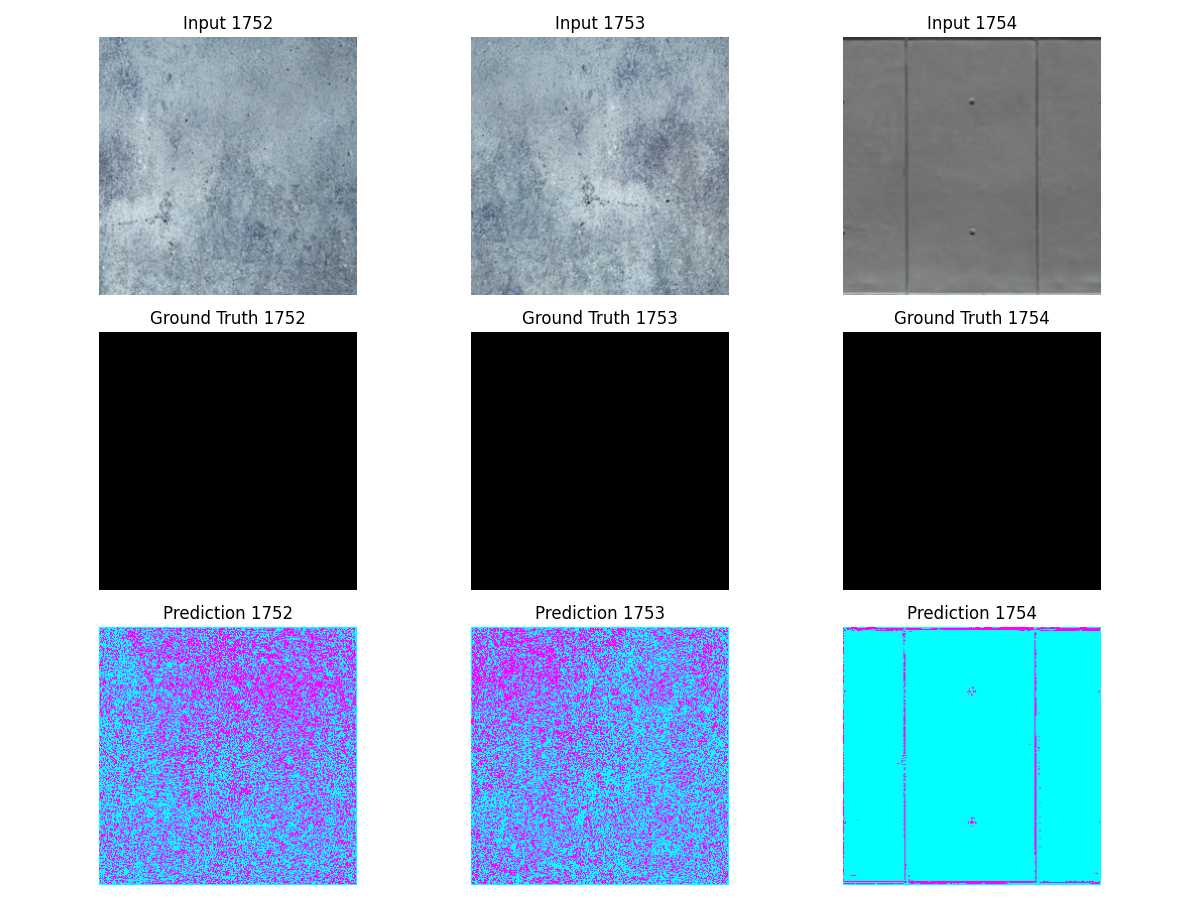 Input 1752
Input 1753
Input 1754
Ground Truth 1752
Ground Truth 1753
Ground Truth 1754
Prediction 1752
Prediction 1753
Prediction 1754